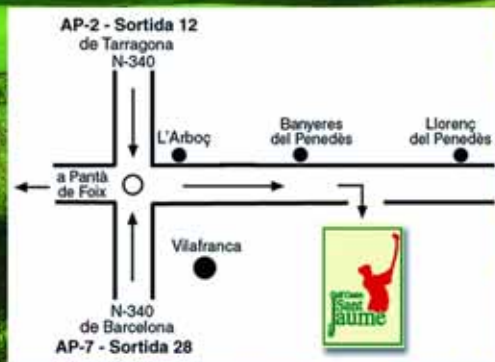 AP-2 - Sortida 12
de Tarragona
N-340
L'Arboç
Banyeres
del Penedès
Llorenç
del Penedès
a Pantà
de Foix
Vilafranca
Golf Centre
Sant
Jaume
N-340
de Barcelona
AP-7 - Sortida 28